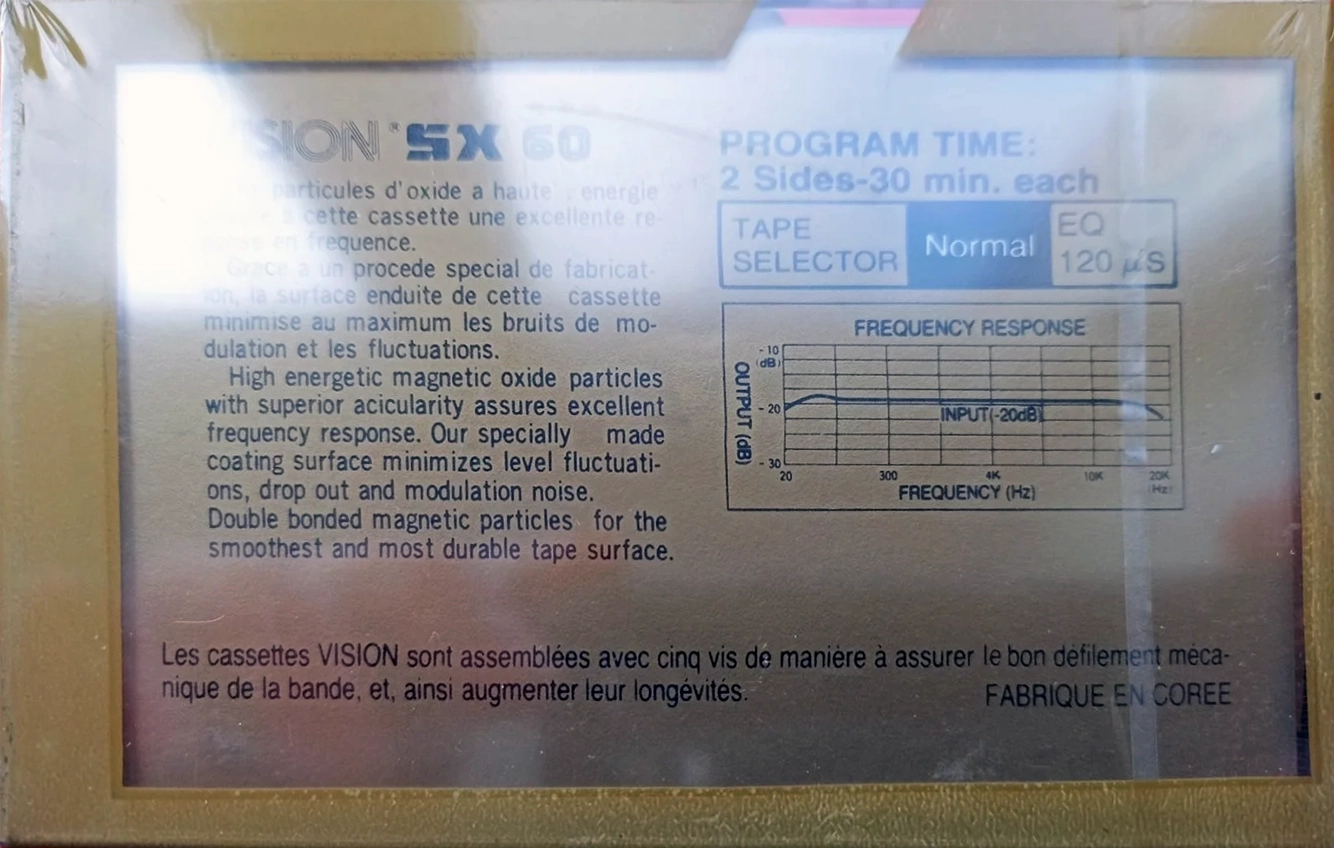 SION® SX 60
particules d'oxide a haute energie
cette cassette une excellente re-
en frequence.
Grace a un procede special de fabricat-
ion, la surface enduite de cette cassette
minimise au maximum les bruits de mo-
dulation et les fluctuations.
High energetic magnetic oxide particles
with superior acicularity assures excellent
frequency response. Our specially made
coating surface minimizes level fluctuati-
ons, drop out and modulation noise.
Double bonded magnetic particles for the
smoothest and most durable tape surface.
PROGRAM TIME:
2 Sides-30 min. each
TAPE
SELECTOR
Normal
EQ
120 µS
FREQUENCY RESPONSE
OUTPUT (dB)
-10
(dB)
-20
-30
INPUT(-20dB)
20 300 4K 10K 20K
(Hz)
FREQUENCY (Hz)
Les cassettes VISION sont assemblées avec cinq vis de manière à assurer le bon défilement méca-
nique de la bande, et, ainsi augmenter leur longévités.
FABRIQUE EN COREE